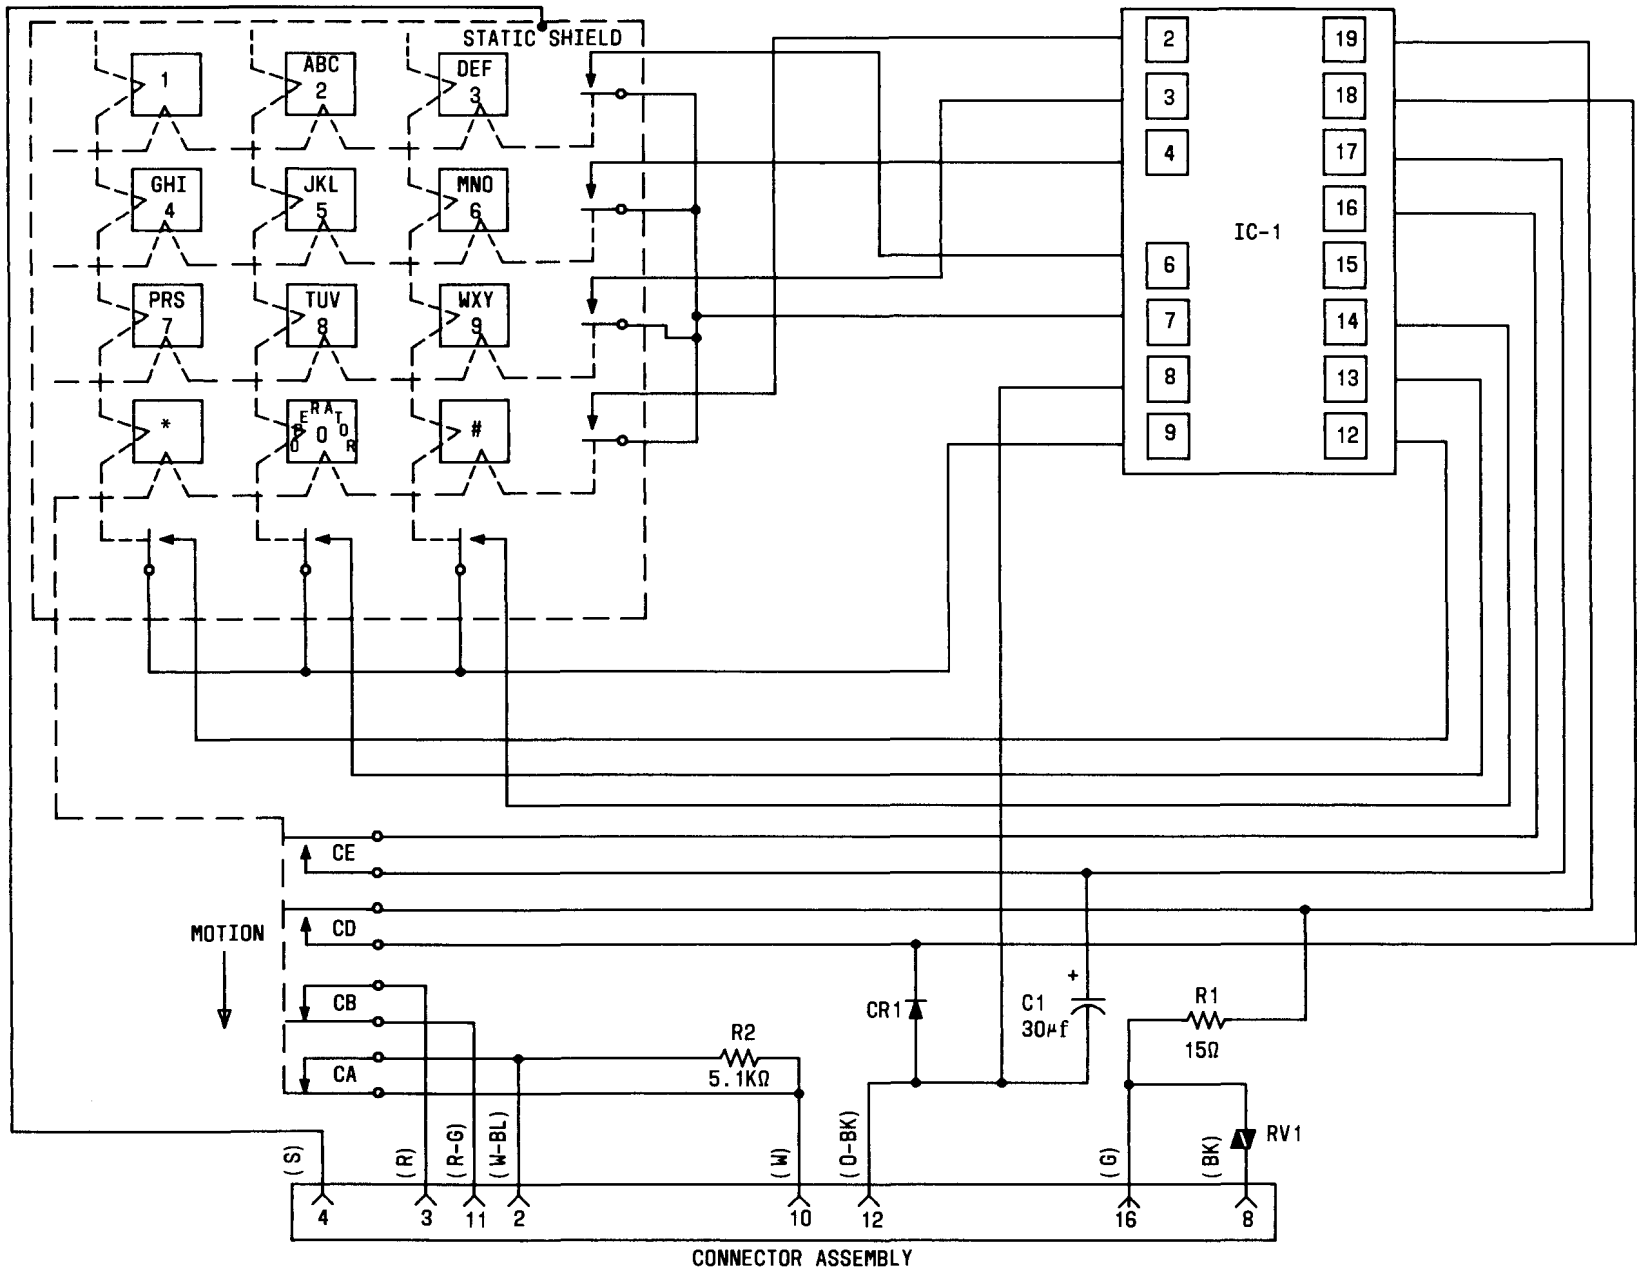 STATIC SHIELD
1
ABC
2
DEF
3
GHI
4
JKL
5
MNO
6
PRS
7
TUV
8
WXY
9
*
OPERATOR
0
#
2
3
4
6
7
8
9
IC-1
19
18
17
16
15
14
13
12
CE
CD
CB
CA
MOTION
R2
5.1KΩ
CR1
+
C1
30μf
R1
15Ω
RV1
(S)
(R)
(R-G)
(W-BL)
(W)
(O-BK)
(G)
(BK)
4
3
11
2
10
12
16
8
CONNECTOR ASSEMBLY